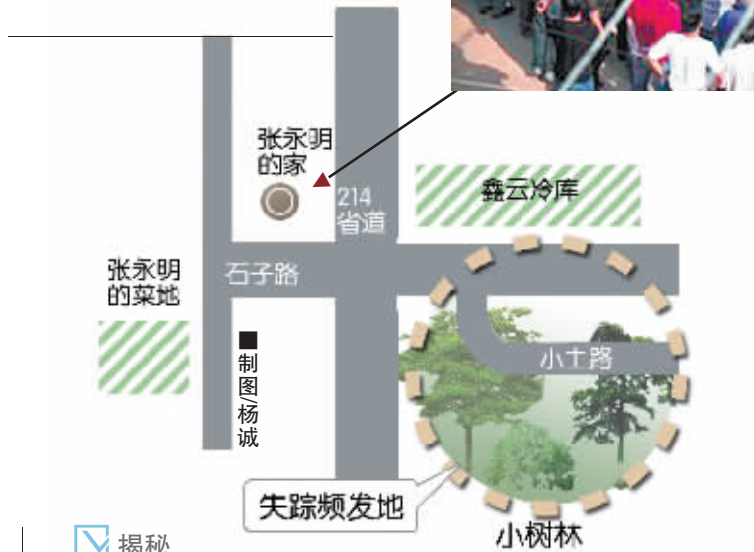 张永明
的家
214
省道
鑫云冷库
张永明
的菜地
石子路
■制图/杨诚
小土路
失踪频发地
小树林
揭秘